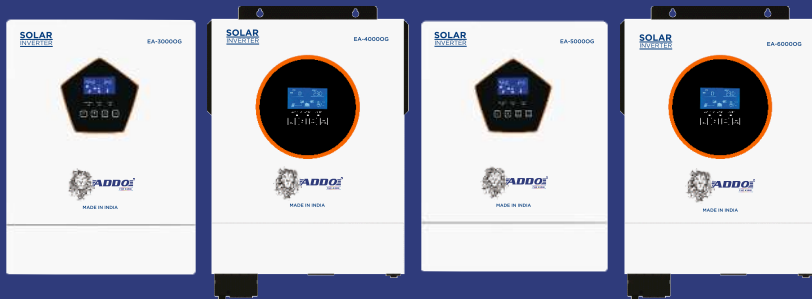 SOLAR
INVERTER
EA-3000OG
ADDO
MADE IN INDIA
SOLAR
INVERTER
EA-4000OG
ADDO
MADE IN INDIA
SOLAR
INVERTER
EA-5000OG
ADDO
MADE IN INDIA
SOLAR
INVERTER
EA-6000OG
ADDO
MADE IN INDIA